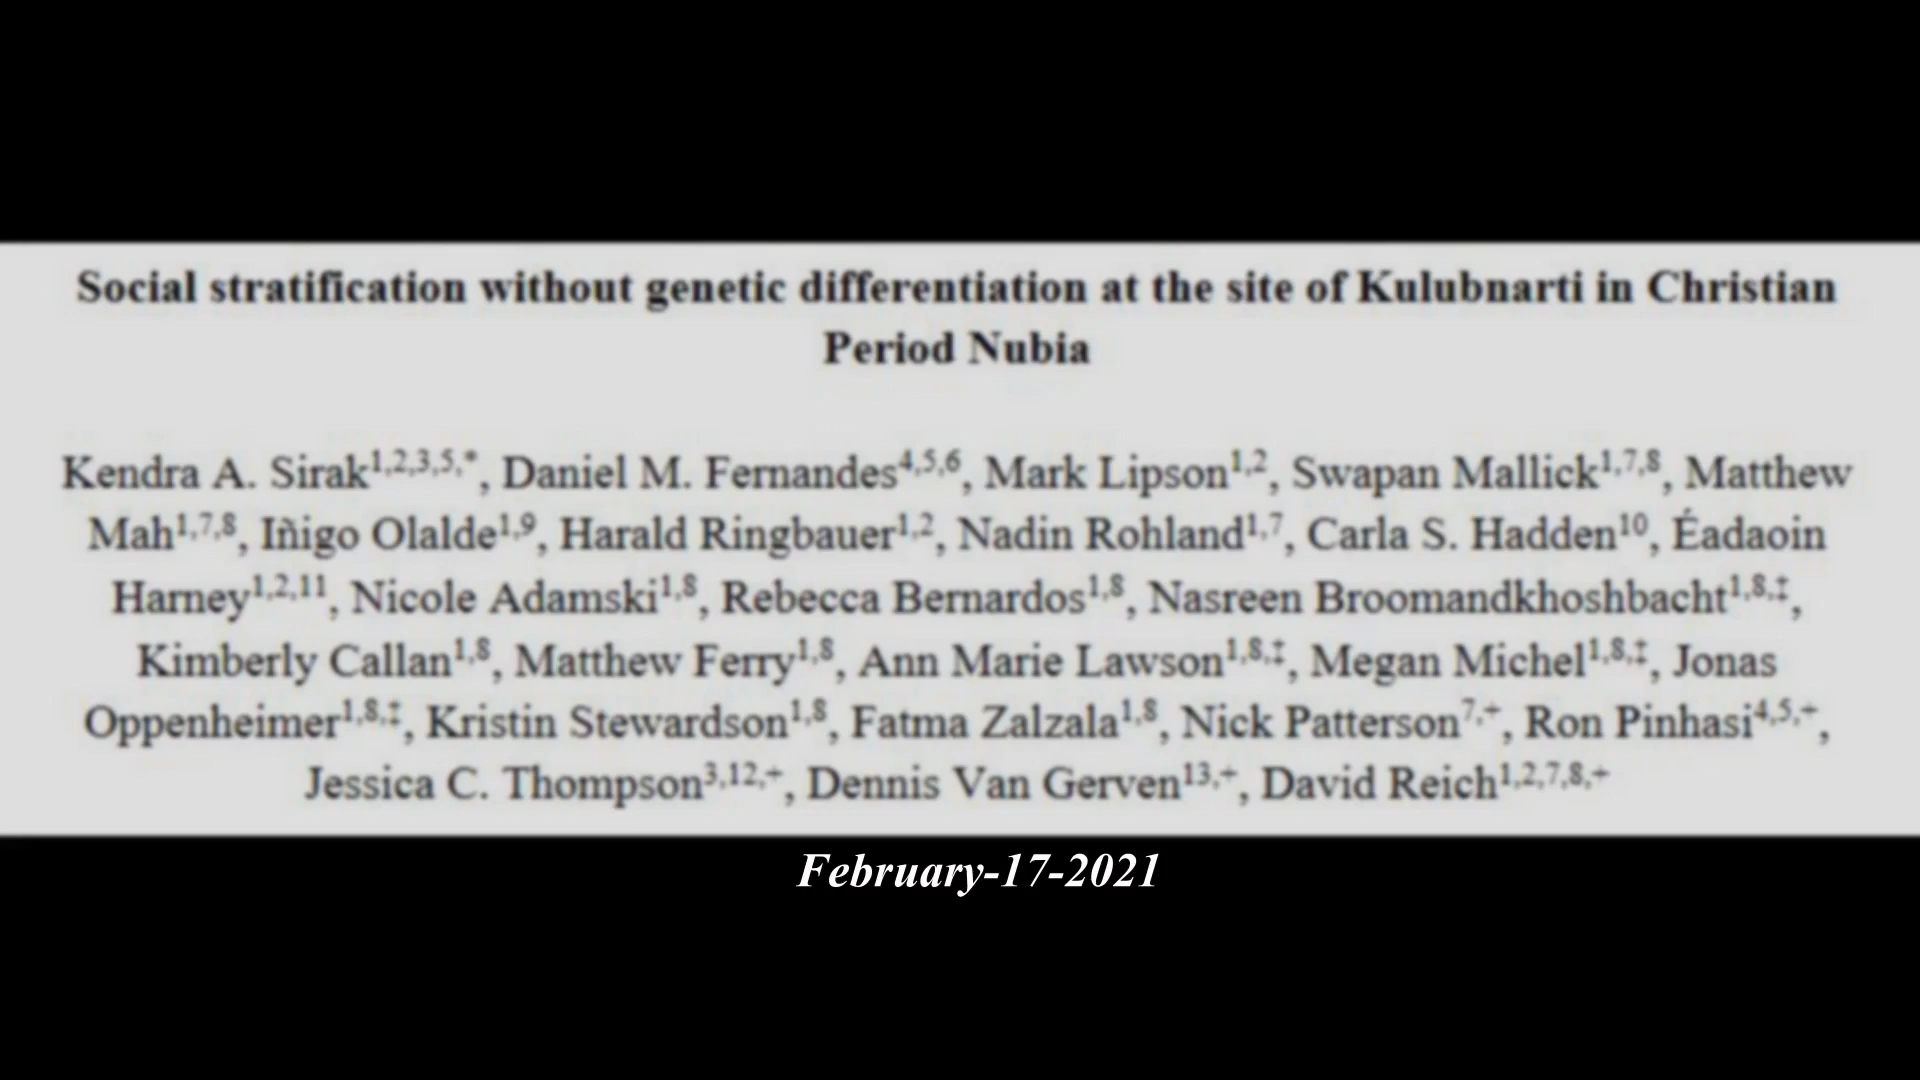 Social stratification without genetic differentiation at the site of Kulubnarti in Christian
Period Nubia
Kendra A. Sirak1,2,3,5,*, Daniel M. Fernandes4,5,6, Mark Lipson1,2, Swapan Mallick1,7,8, Matthew
Mah1,7,8, Iñigo Olalde1,9, Harald Ringbauer1,2, Nadin Rohland1,7, Carla S. Hadden10, Éadaoin
Harney1,2,11, Nicole Adamski1,8, Rebecca Bernardos1,8, Nasreen Broomandkhoshbacht1,8,‡,
Kimberly Callan1,8, Matthew Ferry1,8, Ann Marie Lawson1,8,‡, Megan Michel1,8,‡, Jonas
Oppenheimer1,8,‡, Kristin Stewardson1,8, Fatma Zalzala1,8, Nick Patterson7,+, Ron Pinhasi4,5,+,
Jessica C. Thompson3,12,+, Dennis Van Gerven13,+, David Reich1,2,7,8,+
February-17-2021